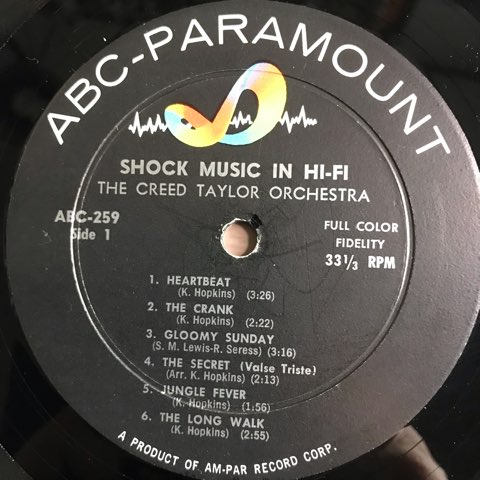 ABC-PARAMOUNT
SHOCK MUSIC IN HI-FI
THE CREED TAYLOR ORCHESTRA
ABC-259
Side 1
FULL COLOR
FIDELITY
33⅓ RPM
1. HEARTBEAT
(K. Hopkins) (3:26)
2. THE CRANK
(K. Hopkins) (2:22)
3. GLOOMY SUNDAY
(S. M. Lewis-R. Seress) (3:16)
4. THE SECRET (Valse Triste)
(Arr. K. Hopkins) (2:13)
5. JUNGLE FEVER
(K. Hopkins) (1:56)
6. THE LONG WALK
(K. Hopkins) (2:55)
A PRODUCT OF AM-PAR RECORD CORP.